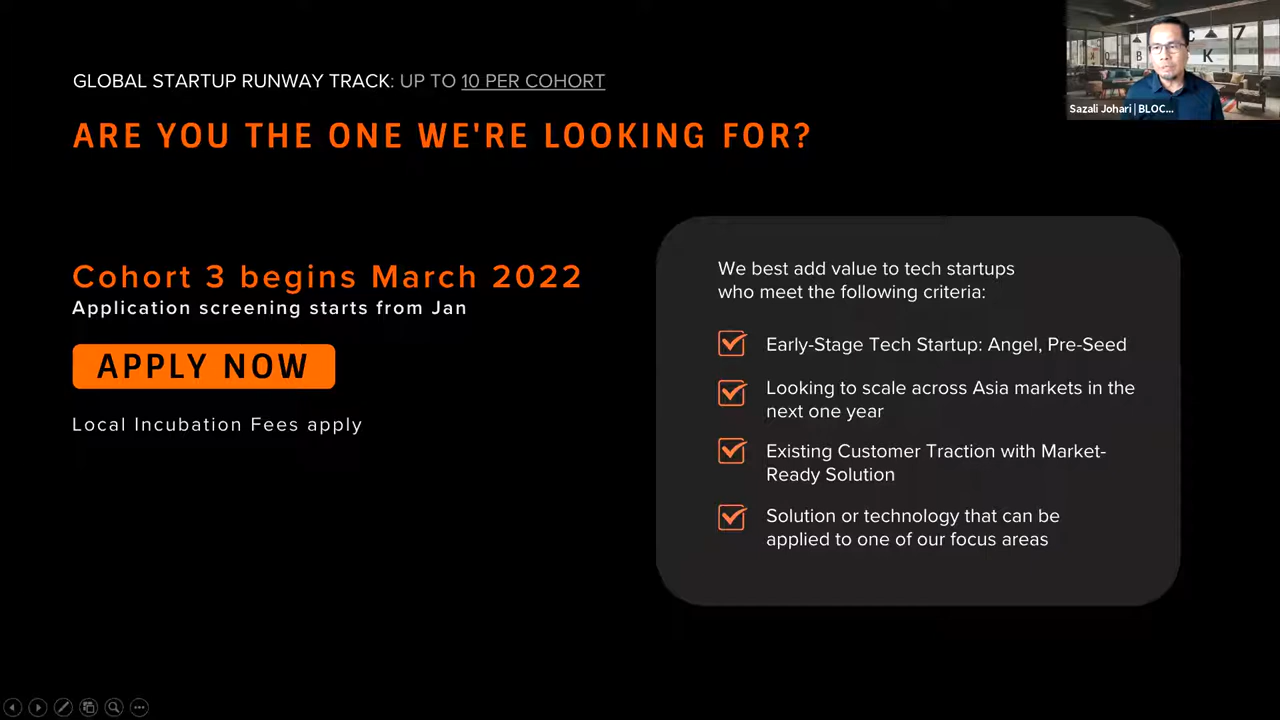 GLOBAL STARTUP RUNWAY TRACK: UP TO 10 PER COHORT
ARE YOU THE ONE WE'RE LOOKING FOR?
Cohort 3 begins March 2022
Application screening starts from Jan
APPLY NOW
Local Incubation Fees apply
We best add value to tech startups
who meet the following criteria:
Early-Stage Tech Startup: Angel, Pre-Seed
Looking to scale across Asia markets in the
next one year
Existing Customer Traction with Market-
Ready Solution
Solution or technology that can be
applied to one of our focus areas
Sazali Johari | BLOC...